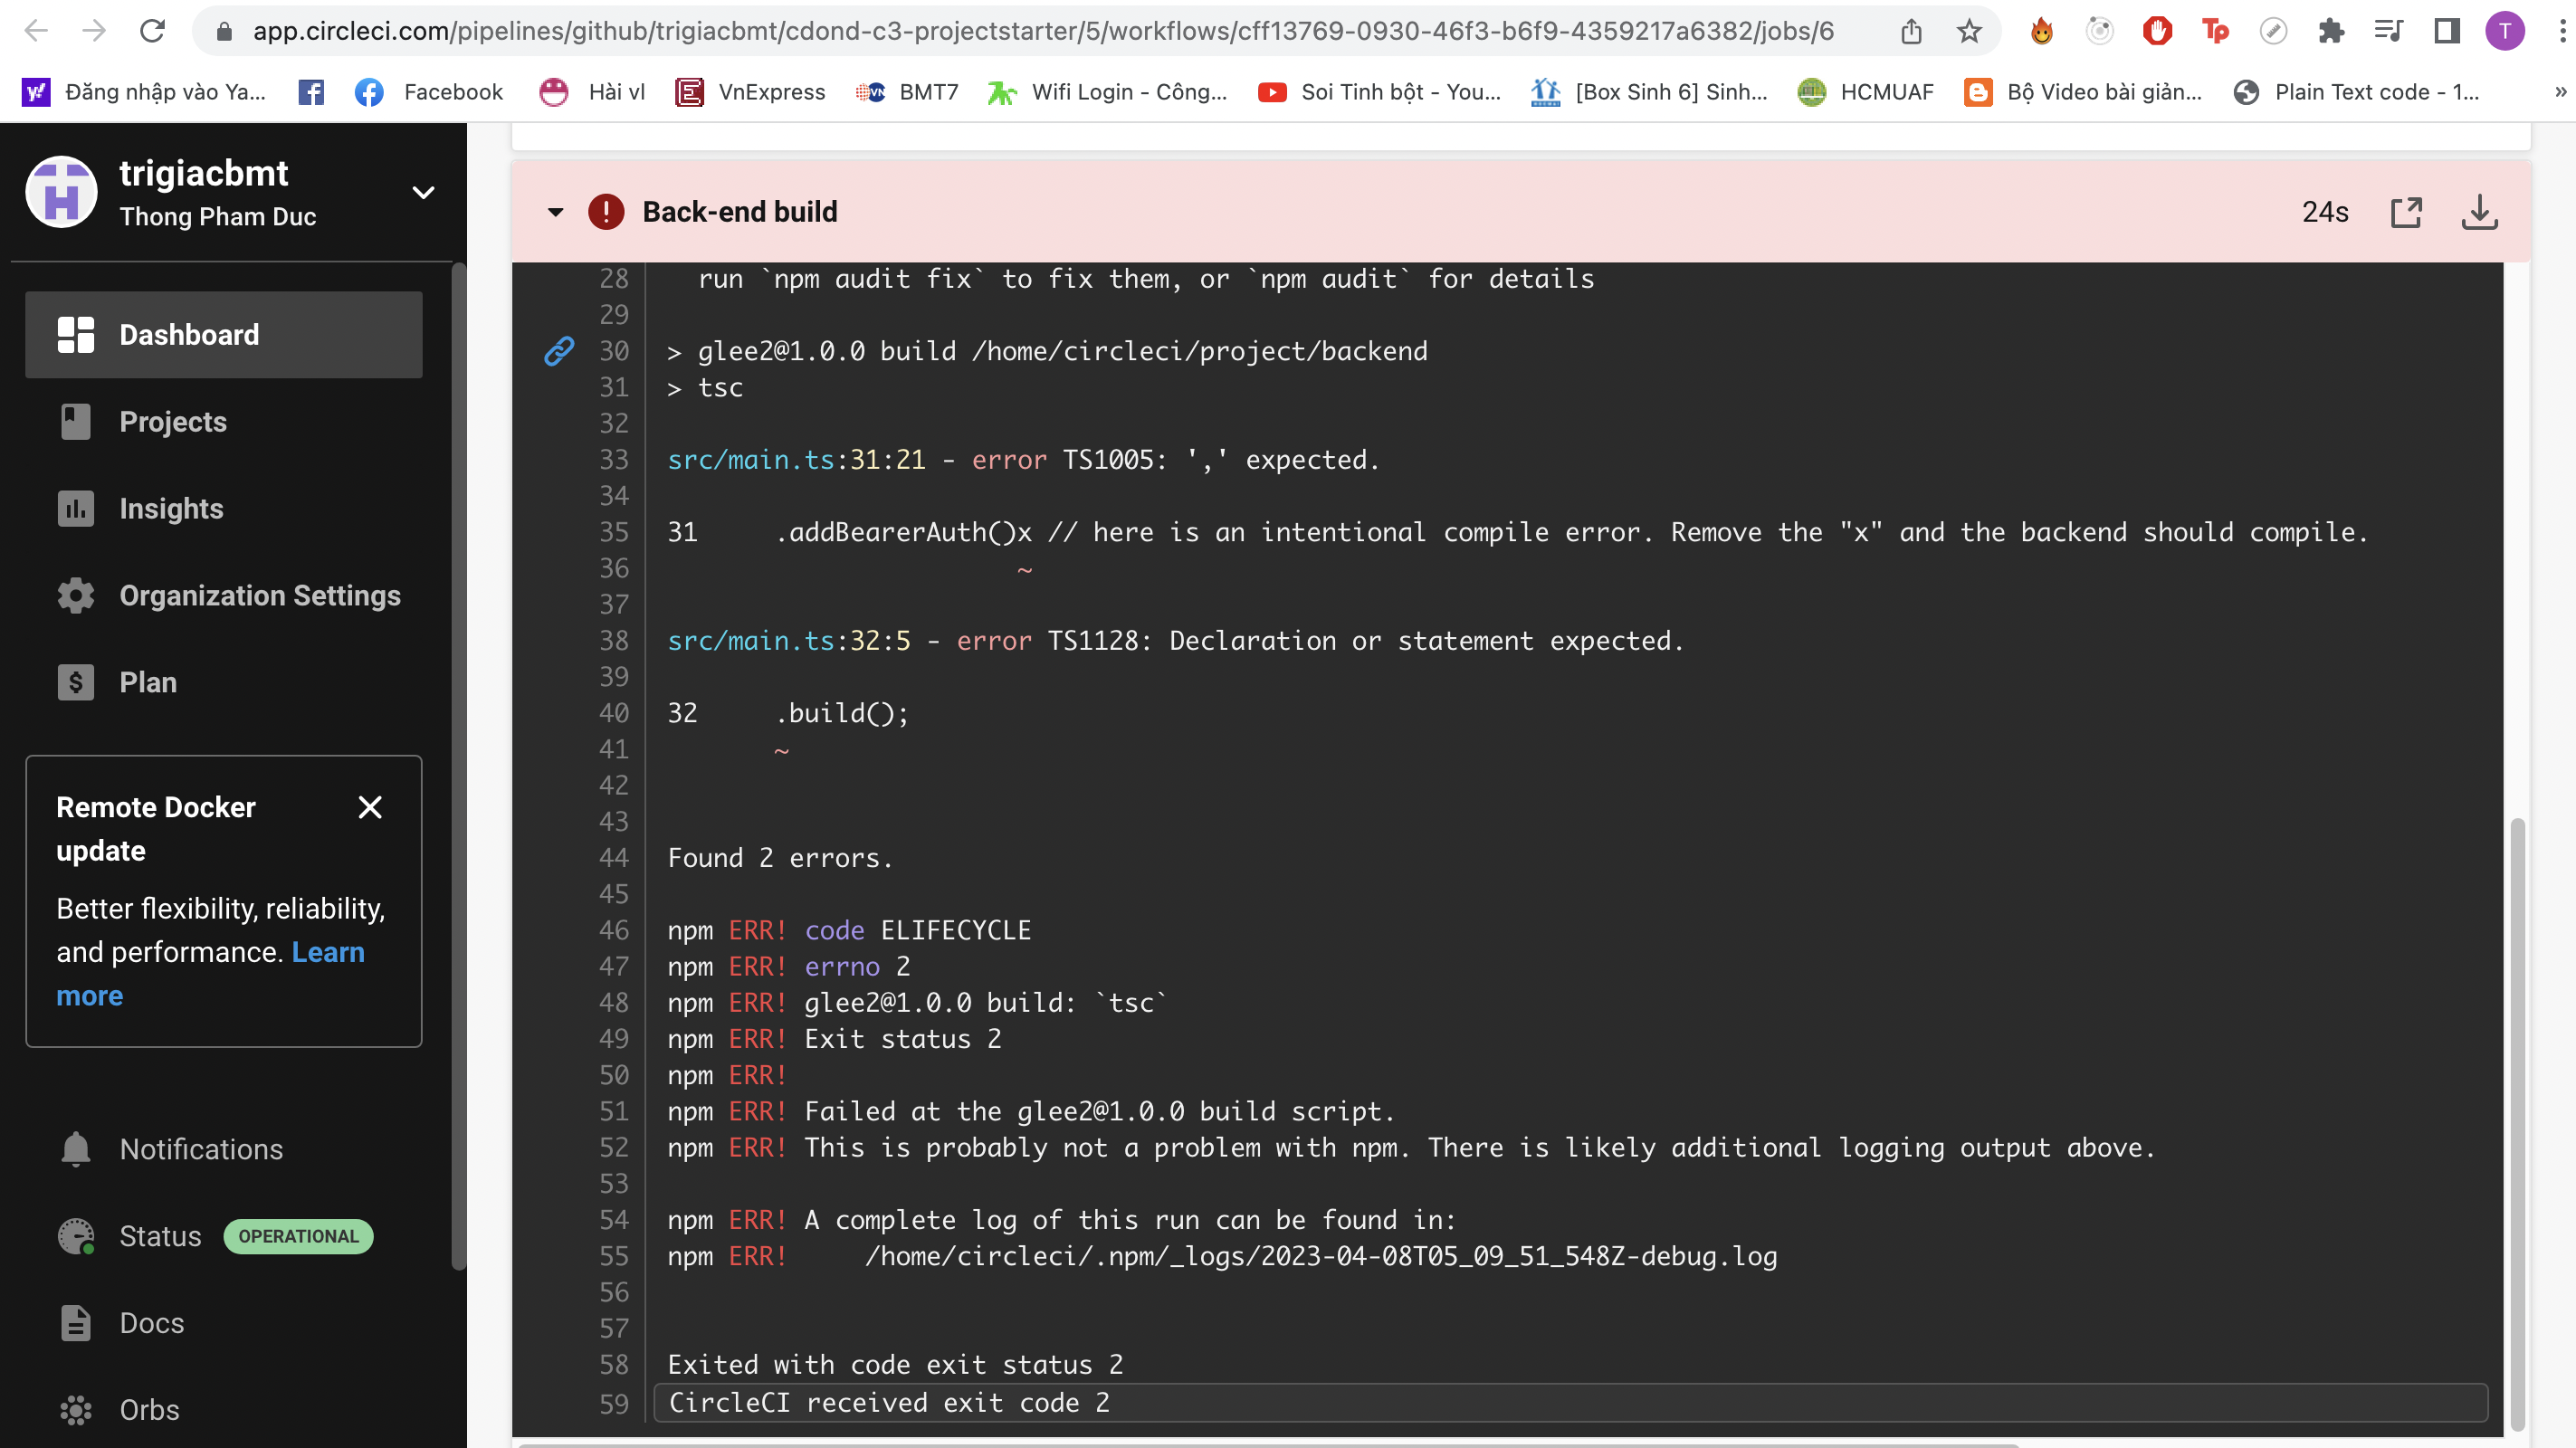 app.circleci.com/pipelines/github/trigiacbmt/cdond-c3-projectstarter/5/workflows/cff13769-0930-46f3-b6f9-4359217a6382/jobs/6
Tp
T
Đăng nhập vào Ya...
Facebook
Hài vl
VnExpress
BMT7
Wifi Login - Công...
Soi Tinh bột - You...
[Box Sinh 6] Sinh...
HCMUAF
Bộ Video bài giản...
Plain Text code - 1...
»
trigiacbmt
Thong Pham Duc
Dashboard
Projects
Insights
Organization Settings
Plan
Remote Docker
update
Better flexibility, reliability,
and performance. Learn
more
Notifications
Status OPERATIONAL
Docs
Orbs
Back-end build
24s
28 run `npm audit fix` to fix them, or `npm audit` for details
29
30 > glee2@1.0.0 build /home/circleci/project/backend
31 > tsc
32
33 src/main.ts:31:21 - error TS1005: ',' expected.
34
35 31     .addBearerAuth()x // here is an intentional compile error. Remove the "x" and the backend should compile.
36 ~
37
38 src/main.ts:32:5 - error TS1128: Declaration or statement expected.
39
40 32     .build();
41 ~
42
43
44 Found 2 errors.
45
46 npm ERR! code ELIFECYCLE
47 npm ERR! errno 2
48 npm ERR! glee2@1.0.0 build: `tsc`
49 npm ERR! Exit status 2
50 npm ERR!
51 npm ERR! Failed at the glee2@1.0.0 build script.
52 npm ERR! This is probably not a problem with npm. There is likely additional logging output above.
53
54 npm ERR! A complete log of this run can be found in:
55 npm ERR!     /home/circleci/.npm/_logs/2023-04-08T05_09_51_548Z-debug.log
56
57
58 Exited with code exit status 2
59 CircleCI received exit code 2